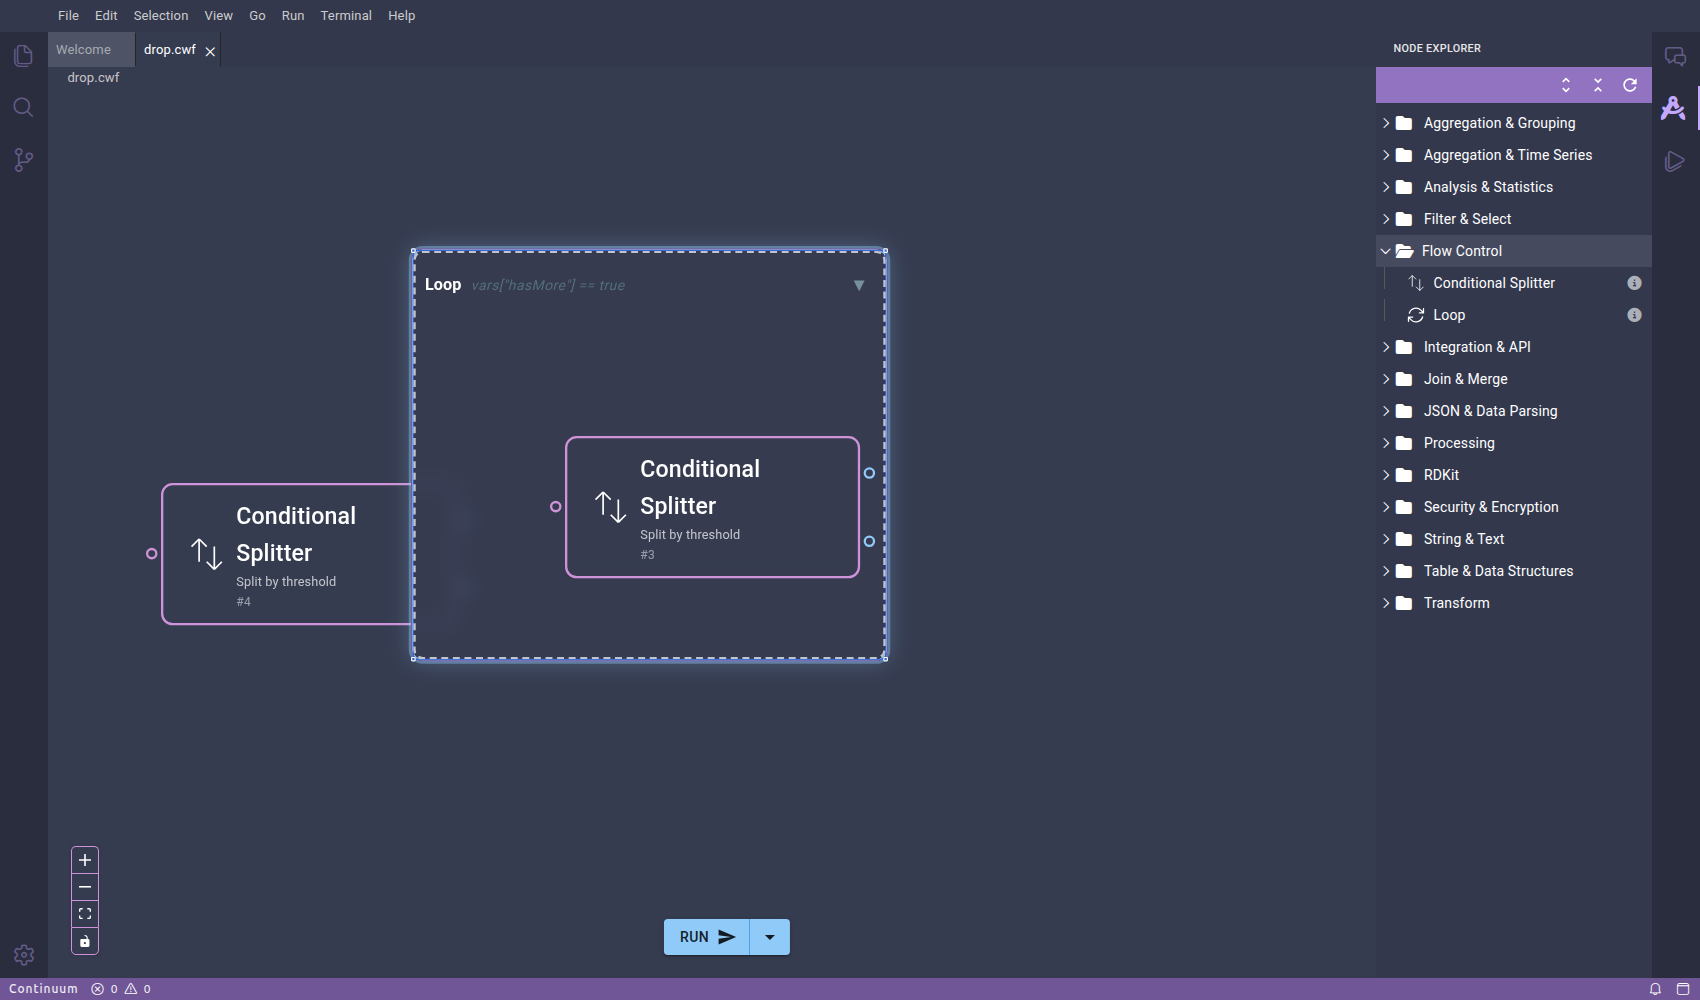 File Edit Selection View Go Run Terminal Help
Welcome
drop.cwf
drop.cwf
NODE EXPLORER
Aggregation & Grouping
Aggregation & Time Series
Analysis & Statistics
Filter & Select
Flow Control
Conditional Splitter
Loop
Integration & API
Join & Merge
JSON & Data Parsing
Processing
RDKit
Security & Encryption
String & Text
Table & Data Structures
Transform
Loop vars["hasMore"] == true
Conditional
Splitter
Split by threshold
#3
Conditional
Splitter
Split by threshold
#4
RUN
Continuum 0 0